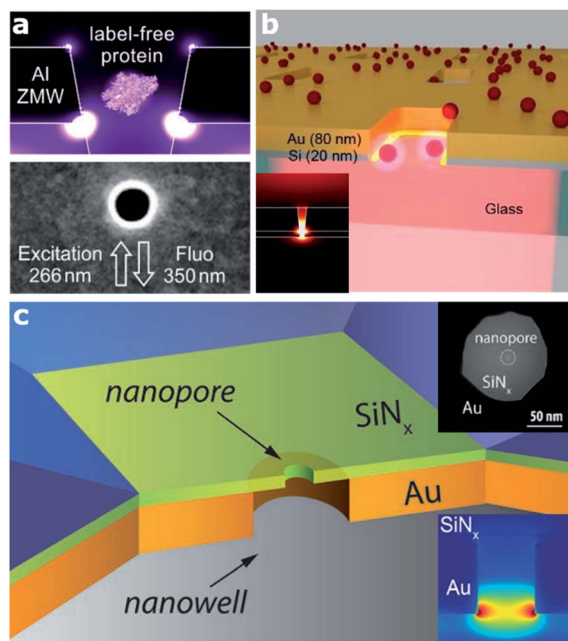 a
label-free
protein
Al
ZMW
Excitation
266 nm
Fluo
350 nm
b
Au (80 nm)
Si (20 nm)
Glass
c
nanopore
SiNx
Au
nanowell
nanopore
SiNx
Au
50 nm
SiNx
Au